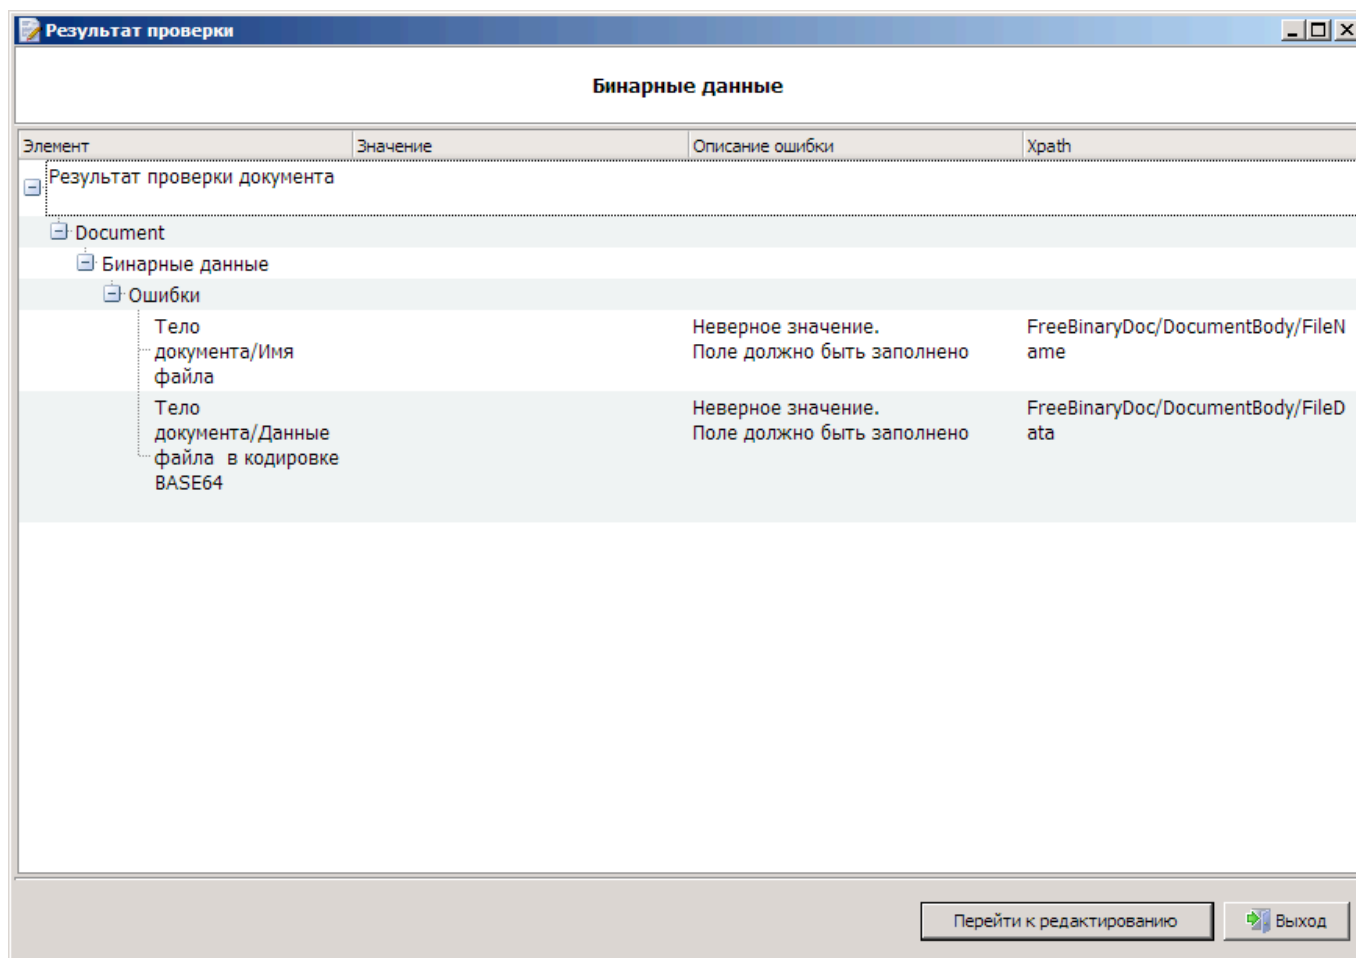 Результат проверки
Бинарные данные
Элемент Значение Описание ошибки Xpath
Результат проверки документа
Document
Бинарные данные
Ошибки
Тело Неверное значение. FreeBinaryDoc/DocumentBody/FileN
документа/Имя Поле должно быть заполнено ame
файла
Тело Неверное значение. FreeBinaryDoc/DocumentBody/FileD
документа/Данные Поле должно быть заполнено ata
файла в кодировке
BASE64
Перейти к редактированию Выход